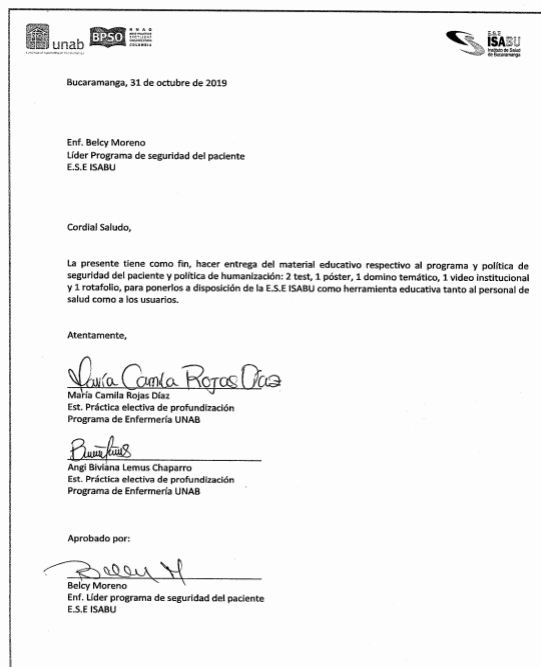 unab
BPSO
COLOMBIA
E.S.E
ISABU
Instituto de Salud
de Bucaramanga
Bucaramanga, 31 de octubre de 2019
Enf. Belcy Moreno
Líder Programa de seguridad del paciente
E.S.E ISABU
Cordial Saludo,
La presente tiene como fin, hacer entrega del material educativo respectivo al programa y política de
seguridad del paciente y política de humanización: 2 test, 1 póster, 1 domino temático, 1 video institucional
y 1 rotafolio, para ponerlos a disposición de la E.S.E ISABU como herramienta educativa tanto al personal de
salud como a los usuarios.
Atentamente,
María Camila Rojas Díaz
María Camila Rojas Díaz
Est. Práctica electiva de profundización
Programa de Enfermería UNAB
Angi Biviana Lemus Chaparro
Est. Práctica electiva de profundización
Programa de Enfermería UNAB
Aprobado por:
Belcy M
Belcy Moreno
Enf. Líder programa de seguridad del paciente
E.S.E ISABU